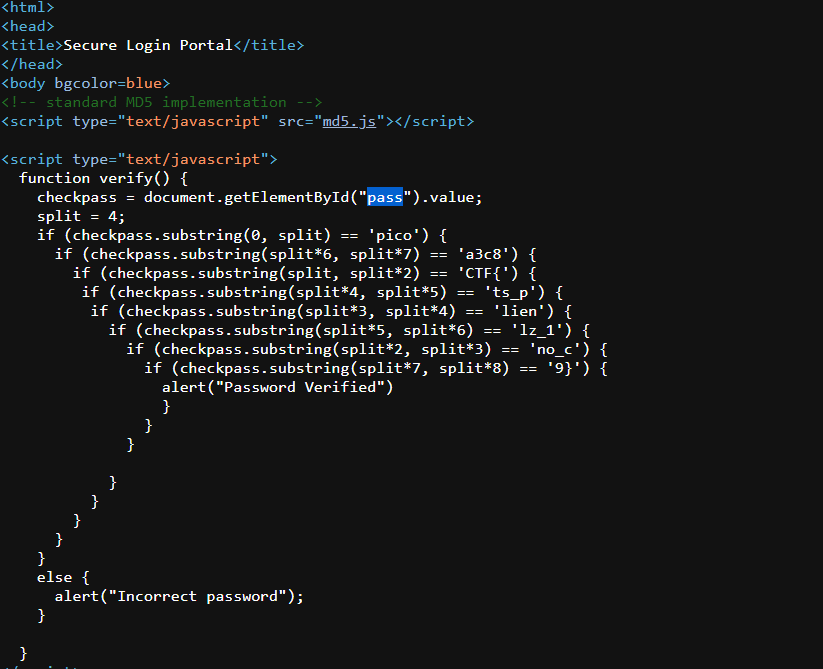 <html>
<head>
<title>Secure Login Portal</title>
</head>
<body bgcolor=blue>
<!-- standard MD5 implementation -->
<script type="text/javascript" src="md5.js"></script>

<script type="text/javascript">
  function verify() {
    checkpass = document.getElementById("pass").value;
    split = 4;
    if (checkpass.substring(0, split) == 'pico') {
      if (checkpass.substring(split*6, split*7) == 'a3c8') {
        if (checkpass.substring(split, split*2) == 'CTF{') {
         if (checkpass.substring(split*4, split*5) == 'ts_p') {
          if (checkpass.substring(split*3, split*4) == 'lien') {
            if (checkpass.substring(split*5, split*6) == 'lz_1') {
              if (checkpass.substring(split*2, split*3) == 'no_c') {
                if (checkpass.substring(split*7, split*8) == '9}') {
                  alert("Password Verified")
                  }
                }
              }

            }
          }
        }
      }
    }
    else {
      alert("Incorrect password");
    }

  }